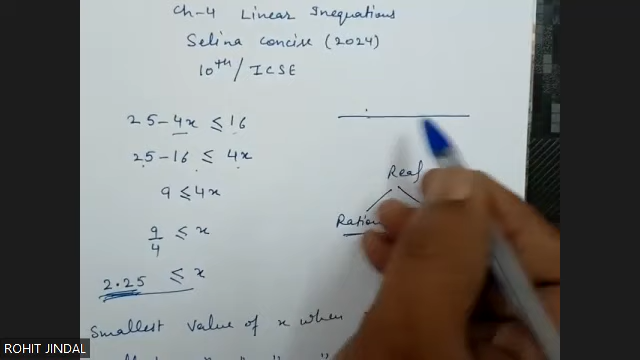 Ch-4 Linear Inequations
Selina Concise (2024)
10th / ICSE
25-4x ≤ 16
25-16 ≤ 4x
9 ≤ 4x
9/4 ≤ x
2.25 ≤ x
Real
Smallest value of x when
ROHIT JINDAL